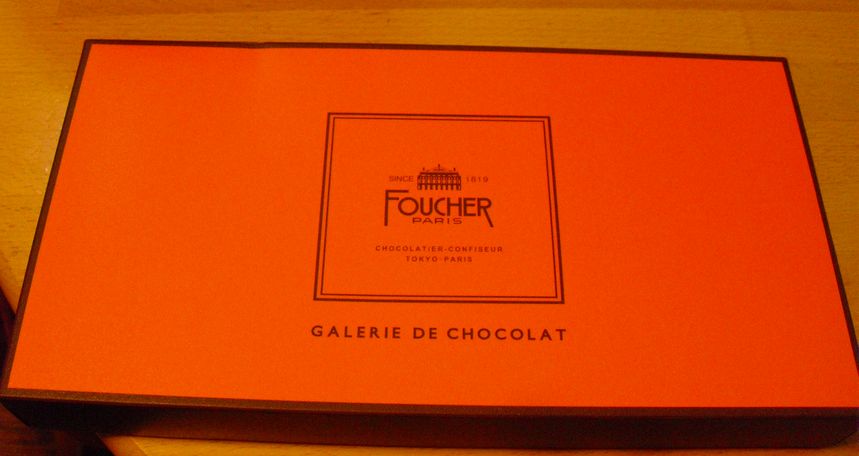 SINCE 1819
FOUCHER
PARIS
CHOCOLATIER-CONFISEUR
TOKYO-PARIS
GALERIE DE CHOCOLAT